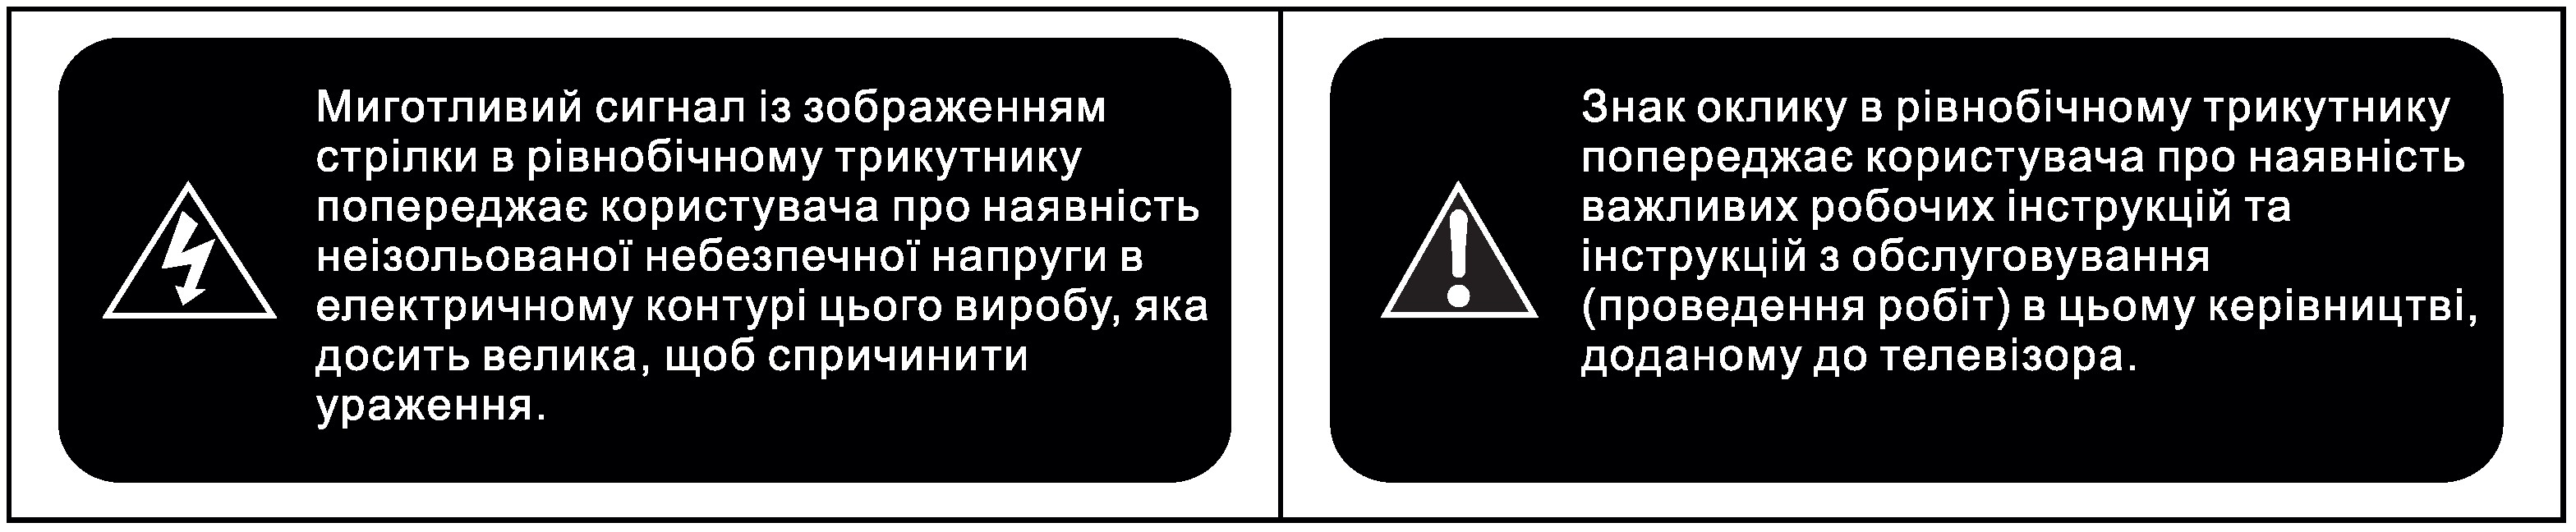 Миготливий сигнал із зображенням
стрілки в рівнобічному трикутнику
попереджає користувача про наявність
неізольованої небезпечної напруги в
електричному контурі цього виробу, яка
досить велика, щоб спричинити
ураження.
Знак оклику в рівнобічному трикутнику
попереджає користувача про наявність
важливих робочих інструкцій та
інструкцій з обслуговування
(проведення робіт) в цьому керівництві,
доданому до телевізора.